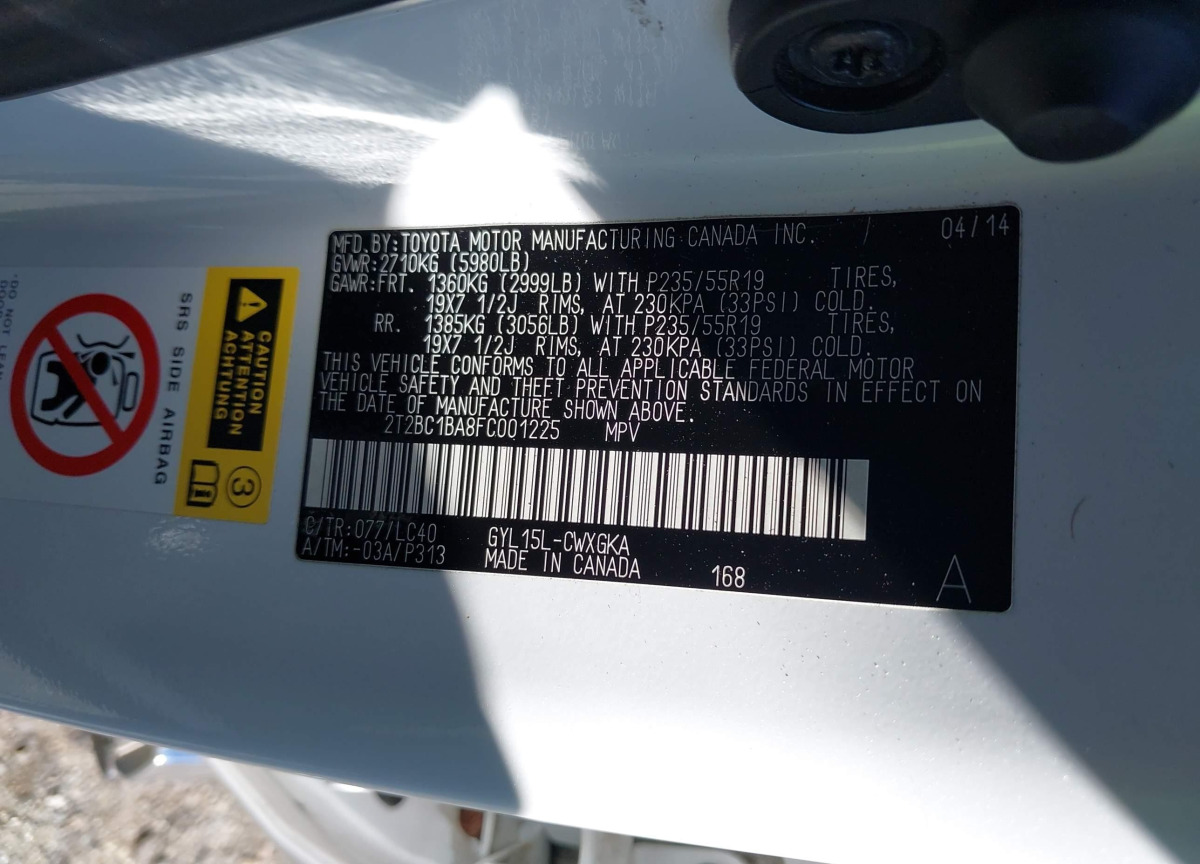 MFD.BY:TOYOTA MOTOR MANUFACTURING CANADA INC. / 04/14
GVWR:2710KG (5980LB)
GAWR:FRT. 1360KG (2999LB) WITH P235/55R19 TIRES,
19X7 1/2J RIMS, AT 230KPA (33PSI) COLD.
RR. 1385KG (3056LB) WITH P235/55R19 TIRES,
19X7 1/2J RIMS, AT 230KPA (33PSI) COLD.
THIS VEHICLE CONFORMS TO ALL APPLICABLE FEDERAL MOTOR
VEHICLE SAFETY AND THEFT PREVENTION STANDARDS IN EFFECT ON
THE DATE OF MANUFACTURE SHOWN ABOVE.
2T2BC1BA8FC001225 MPV
C/TR:077/LC40 GYL15L-CWXGKA
A/TM:-03A/P313 MADE IN CANADA 168 A
CAUTION
ATTENTION
ACHTUNG
3
SRS SIDE AIRBAG
"DO NOT LEAN